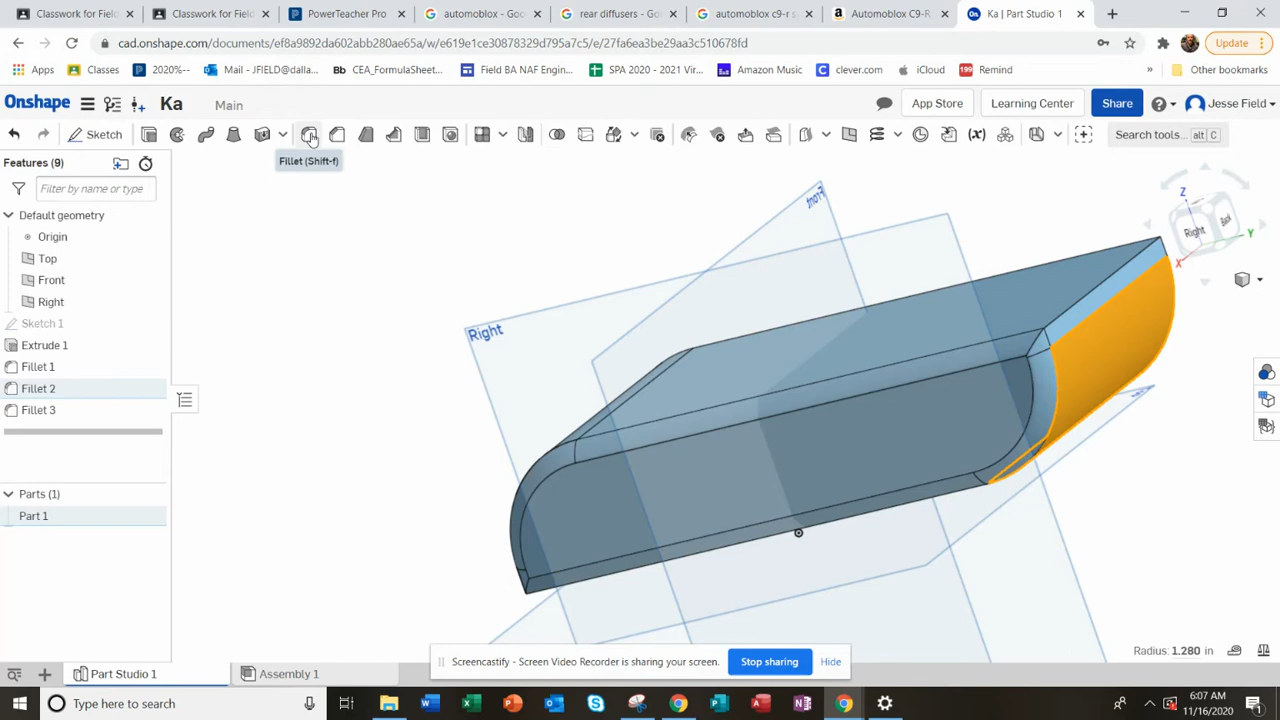 Classwork for Field
Classwork for Field
PowerTeacher Pro
automoblox - Goo
rear diffusers - Go
automoblox c9-r s
Automoblox C9-R
Ka | Part Studio 1
cad.onshape.com/documents/ef8a9892da602abb280ae65a/w/e619e1ce30878329d795a7c5/e/27fa6ea3be29aa3c510678fd
Update
Apps
Classes
2020%--
Mail - JFIELD@dalla...
Bb
CEA_FormulaSheet...
Field BA NAF Engin...
SPA 2020 - 2021 Vir...
Amazon Music
clever.com
iCloud
199
Remind
»
Other bookmarks
Onshape
Ka
Main
App Store
Learning Center
Share
Jesse Field
Sketch
(x)
Search tools...
alt
C
Fillet (Shift-f)
Features (9)
Filter by name or type
Default geometry
Origin
Top
Front
Right
Sketch 1
Extrude 1
Fillet 1
Fillet 2
Fillet 3
Parts (1)
Part 1
Front
Right
Z
Right
Back
Y
X
Screencastify - Screen Video Recorder is sharing your screen.
Stop sharing
Hide
Radius: 1.280 in
Part Studio 1
Assembly 1
Type here to search
6:07 AM
11/16/2020
1